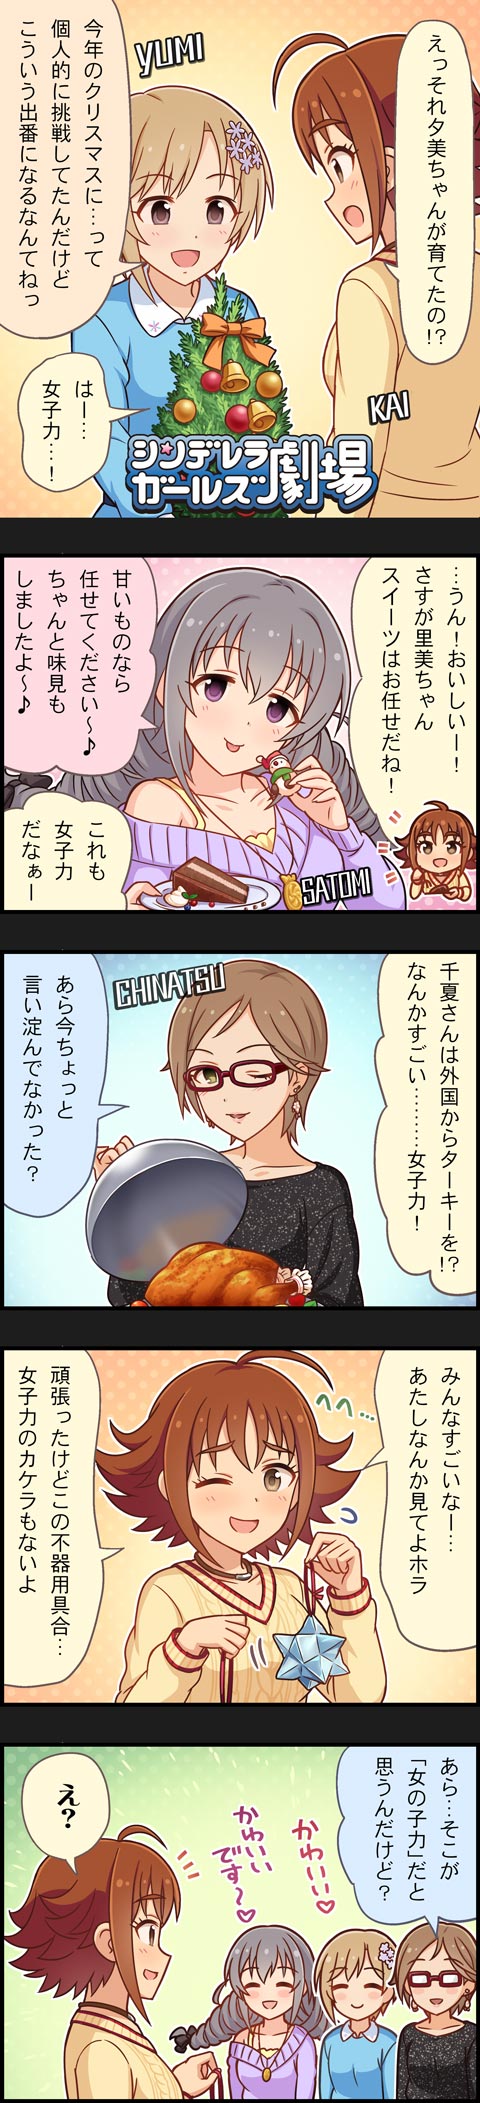 えっそれ夕美ちゃんが育てたの!?
YUMI
今年のクリスマスに…って
個人的に挑戦してたんだけど
こういう出番になるなんてねっ
KAI
はー…
女子力…!
シンデレラ
ガールズ劇場
…うん!おいしいー!
さすが里美ちゃん
スイーツはお任せだね!
甘いものなら
任せてください〜♪
ちゃんと味見も
しましたよ〜♪
SATOMI
これも
女子力
だなぁー
千夏さんは外国からターキーを!?
なんかすごい………女子力!
CHINATSU
あら今ちょっと
言い淀んでなかった?
みんなすごいなー…
あたしなんか見てよホラ
へへ…
頑張ったけどこの不器用具合…
女子力のカケラもないよ
あら…そこが
「女の子力」だと
思うんだけど?
かわいい♡
かわいい
です〜♡
え?